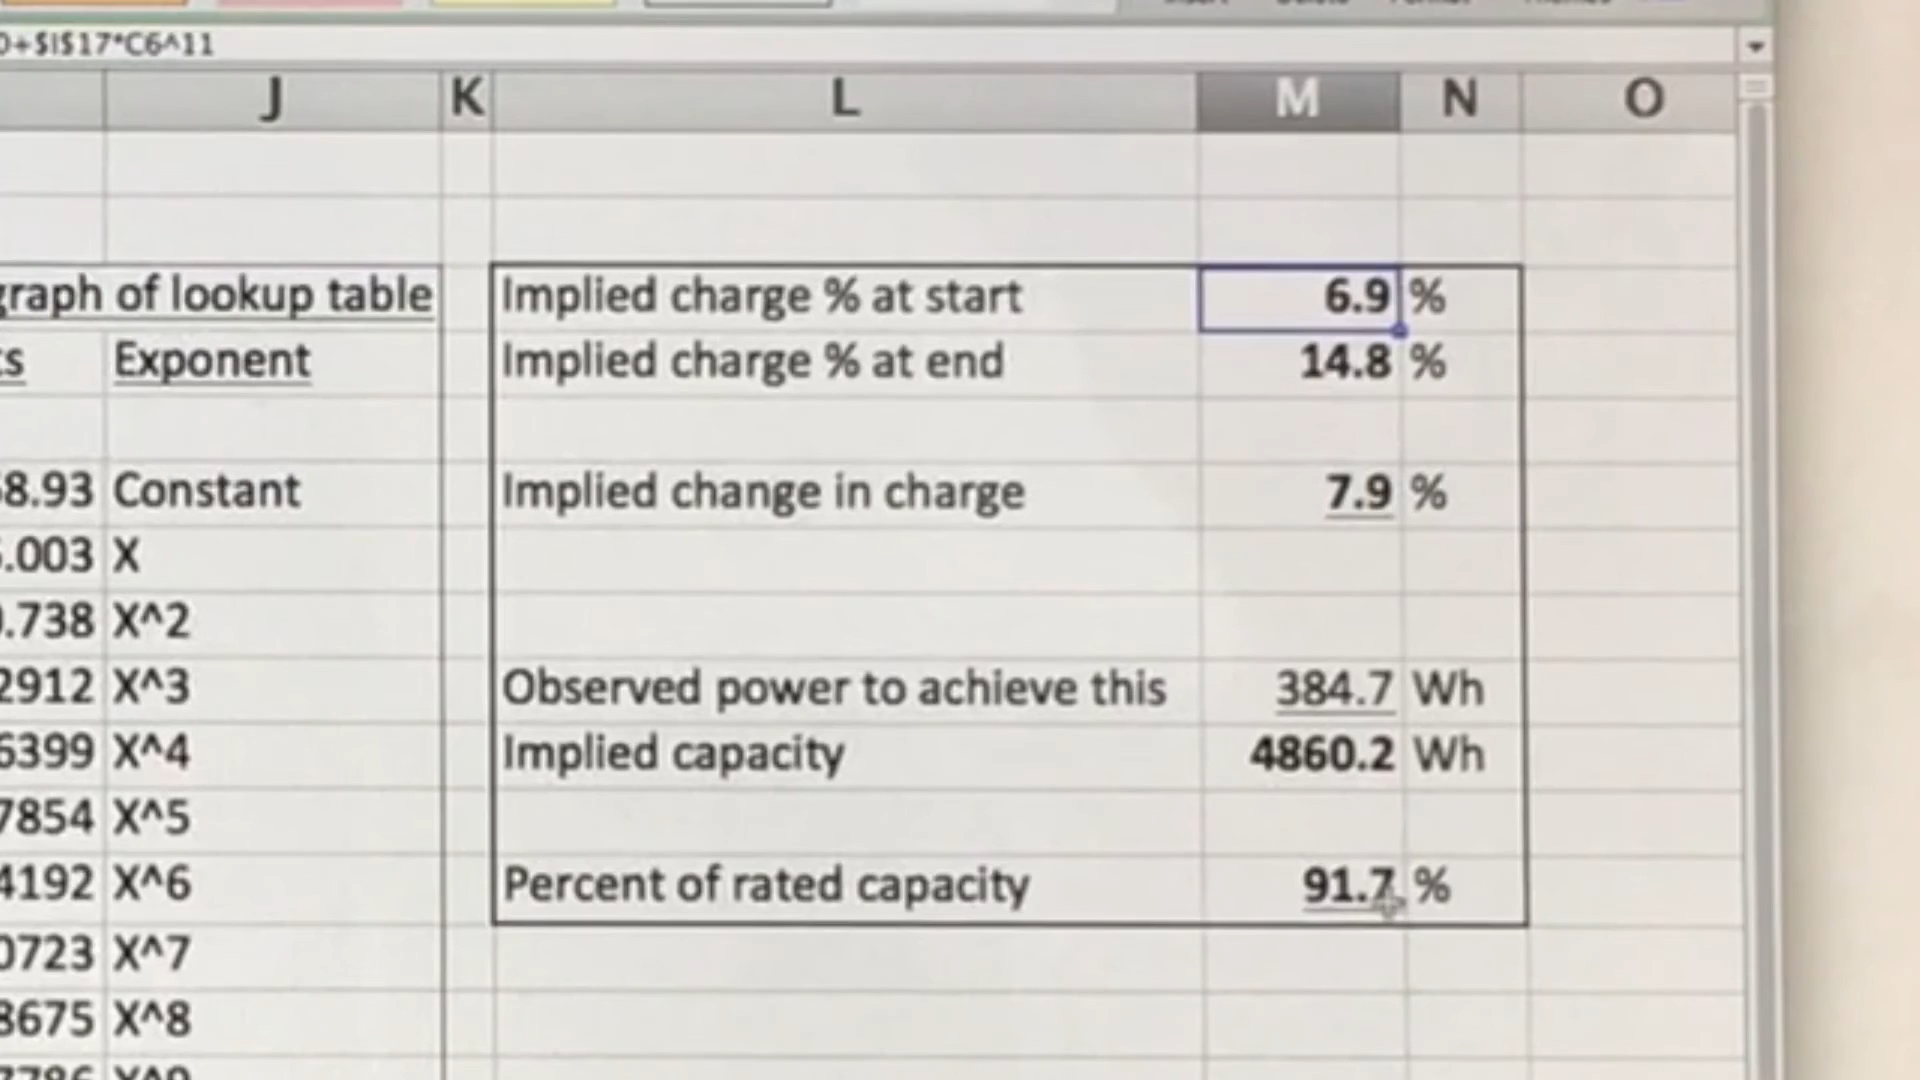 +$I$17*C6^11
J K L M N O
graph of lookup table
Exponent
8.93 Constant
.003 X
.738 X^2
2912 X^3
6399 X^4
7854 X^5
4192 X^6
0723 X^7
8675 X^8
Implied charge % at start 6.9 %
Implied charge % at end 14.8 %
Implied change in charge 7.9 %
Observed power to achieve this 384.7 Wh
Implied capacity 4860.2 Wh
Percent of rated capacity 91.7 %